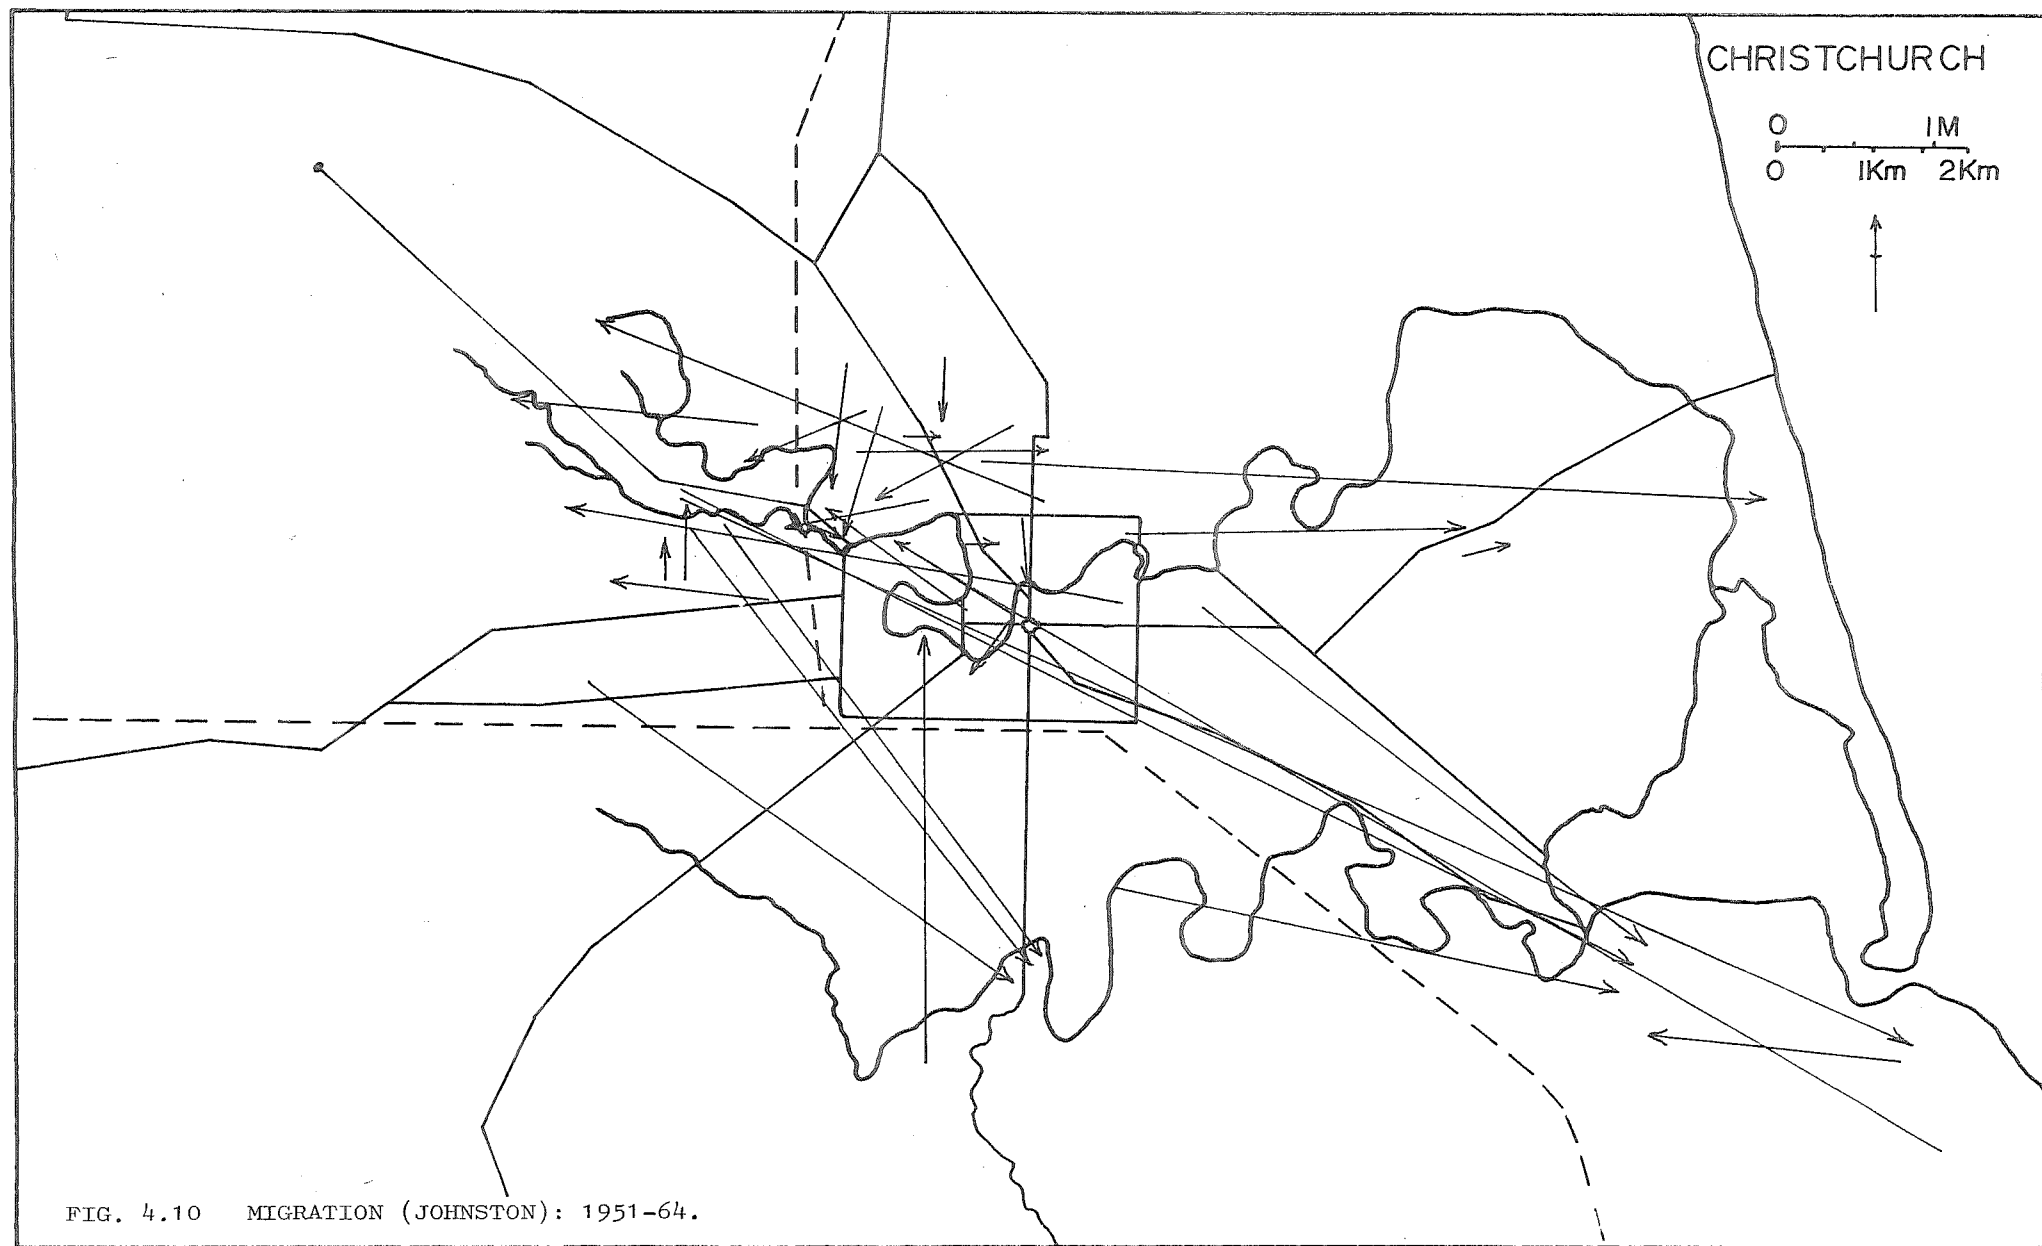 CHRISTCHURCH
0 1M
0 1Km 2Km
FIG. 4.10 MIGRATION (JOHNSTON): 1951-64.